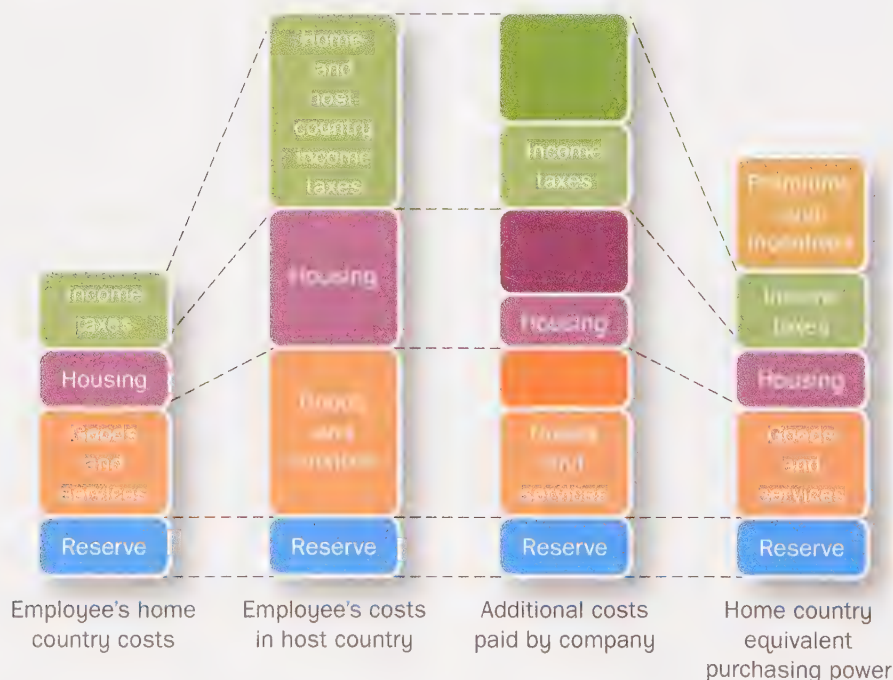 Income
taxes
Housing
Goods
and
services
Reserve
Employee's home
country costs
Home
and
host-
country
income
taxes
Housing
Goods
and
services
Reserve
Employee's costs
in host country
Income
taxes
Housing
Goods
and
services
Reserve
Additional costs
paid by company
Premiums
and
incentives
Income
taxes
Housing
Goods
and
services
Reserve
Home country
equivalent
purchasing power